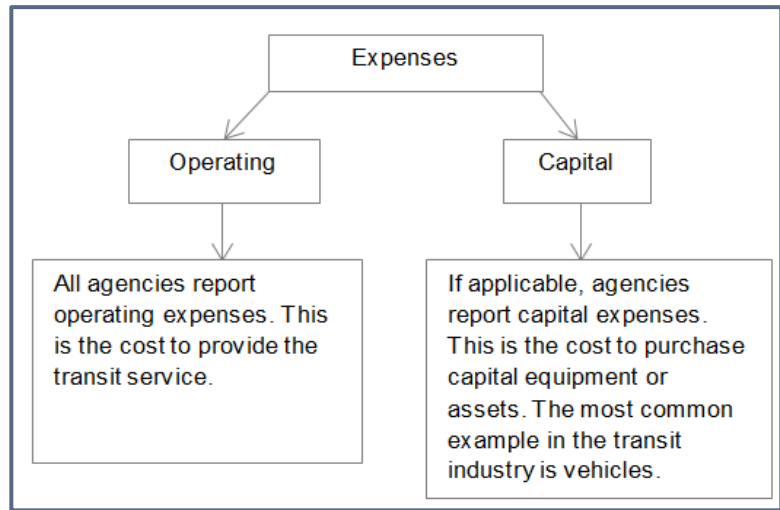 Expenses
Operating
Capital
All agencies report
operating expenses. This
is the cost to provide the
transit service.
If applicable, agencies
report capital expenses.
This is the cost to purchase
capital equipment or
assets. The most common
example in the transit
industry is vehicles.